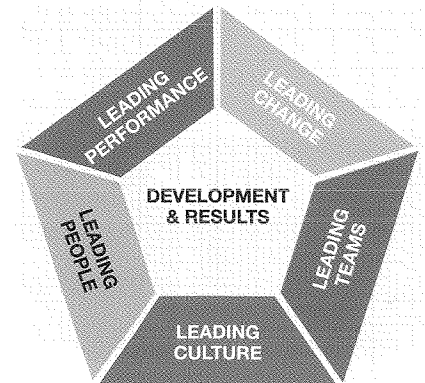 LEADING
PERFORMANCE
LEADING
CHANGE
DEVELOPMENT
& RESULTS
LEADING
PEOPLE
LEADING
TEAMS
LEADING
CULTURE